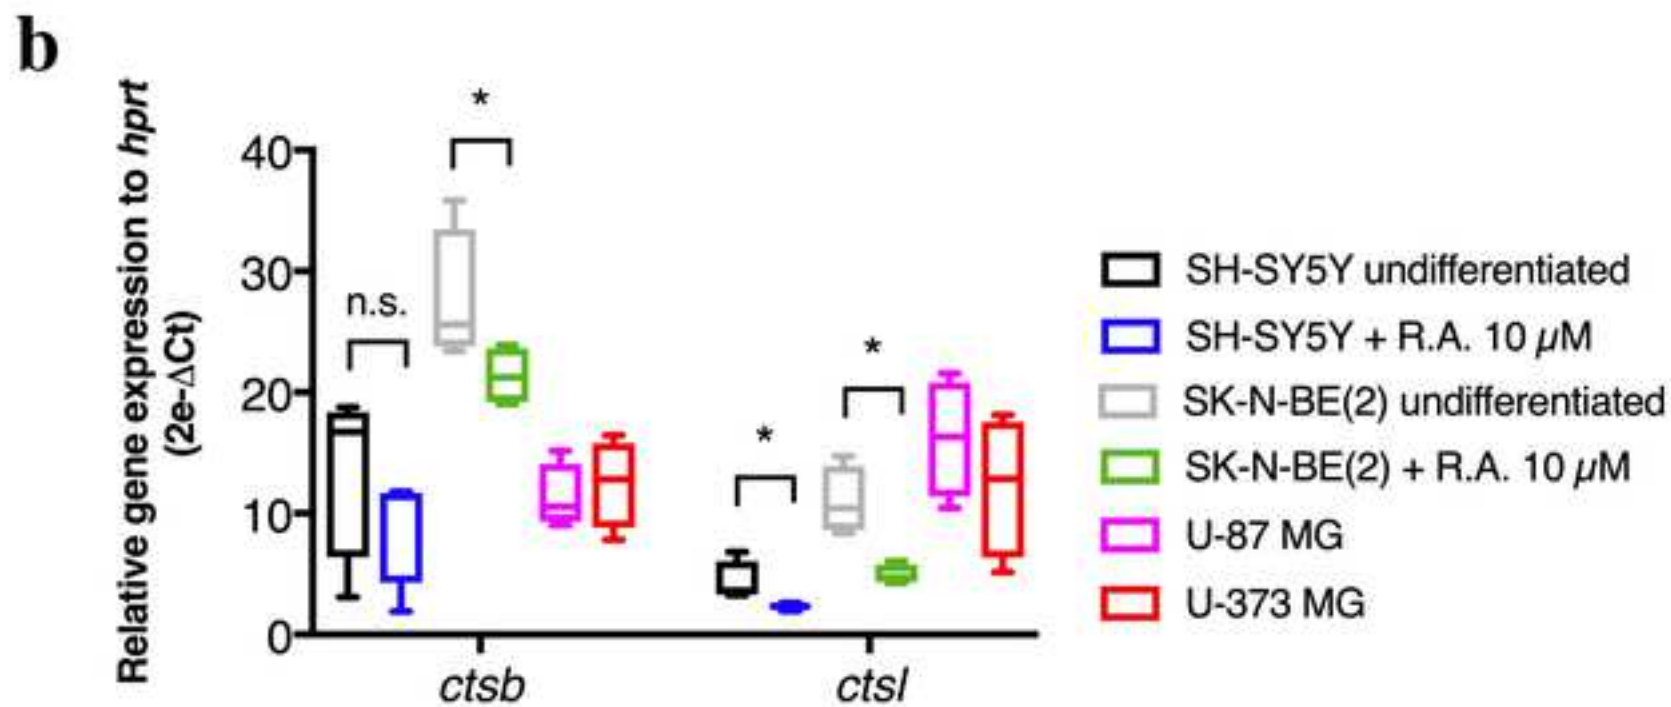 b
Relative gene expression to hprt
(2e-ΔCt)
40
30
20
10
0
n.s.
*
*
*
ctsb
ctsl
SH-SY5Y undifferentiated
SH-SY5Y + R.A. 10 µM
SK-N-BE(2) undifferentiated
SK-N-BE(2) + R.A. 10 µM
U-87 MG
U-373 MG